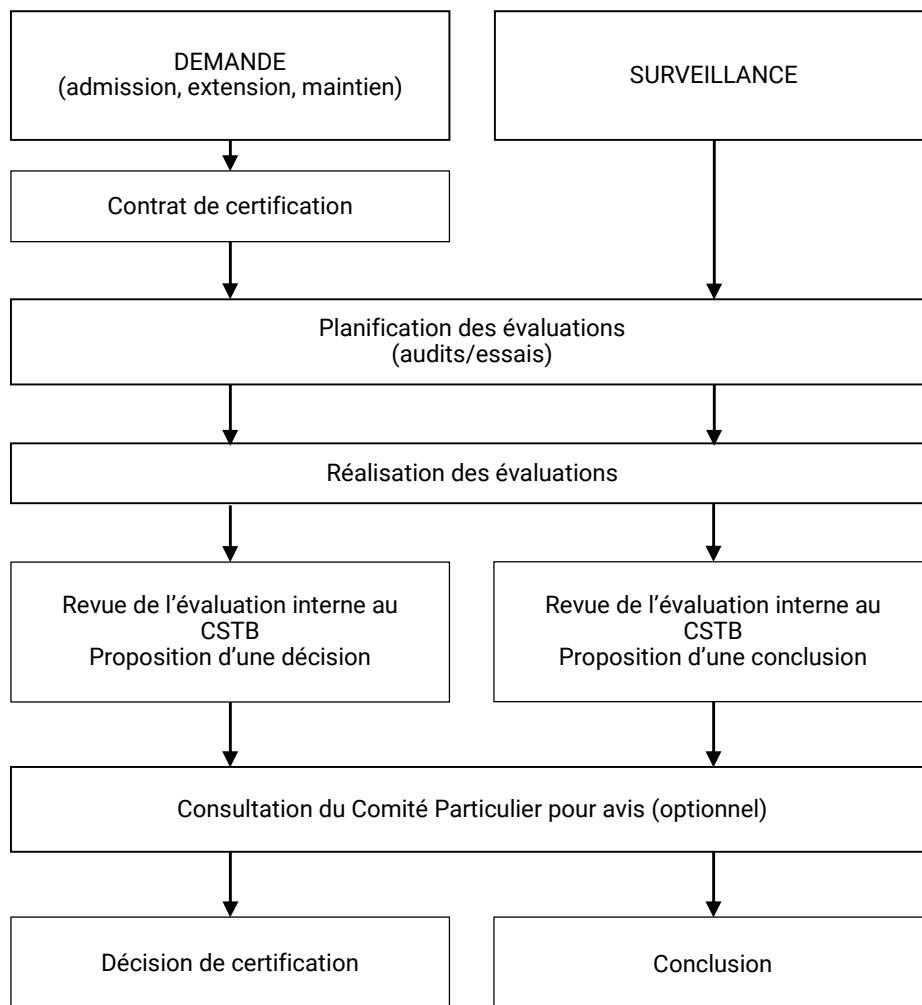 DEMANDE
(admission, extension, maintien)
SURVEILLANCE
Contrat de certification
Planification des évaluations
(audits/essais)
Réalisation des évaluations
Revue de l’évaluation interne au
CSTB
Proposition d’une décision
Revue de l’évaluation interne au
CSTB
Proposition d’une conclusion
Consultation du Comité Particulier pour avis (optionnel)
Décision de certification
Conclusion